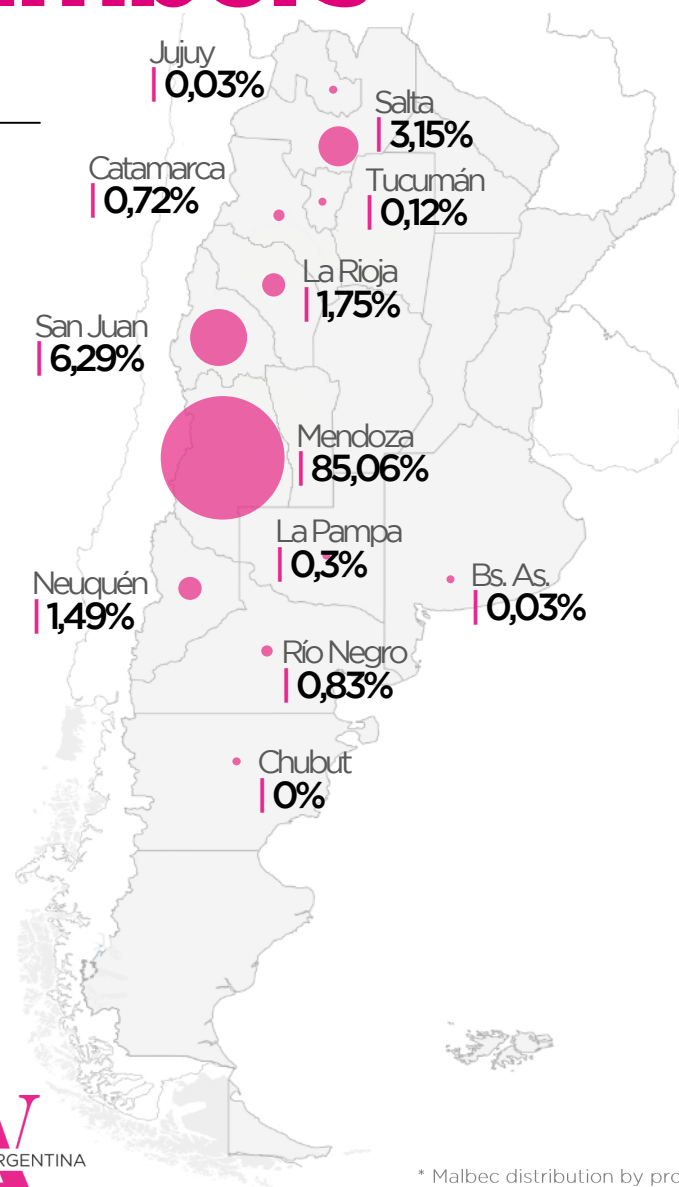 Jujuy
0,03%
Salta
3,15%
Catamarca
0,72%
Tucumán
0,12%
La Rioja
1,75%
San Juan
6,29%
Mendoza
85,06%
La Pampa
0,3%
Neuquén
1,49%
Bs. As.
0,03%
Río Negro
0,83%
Chubut
0%
RGENTINA
* Malbec distribution by pro